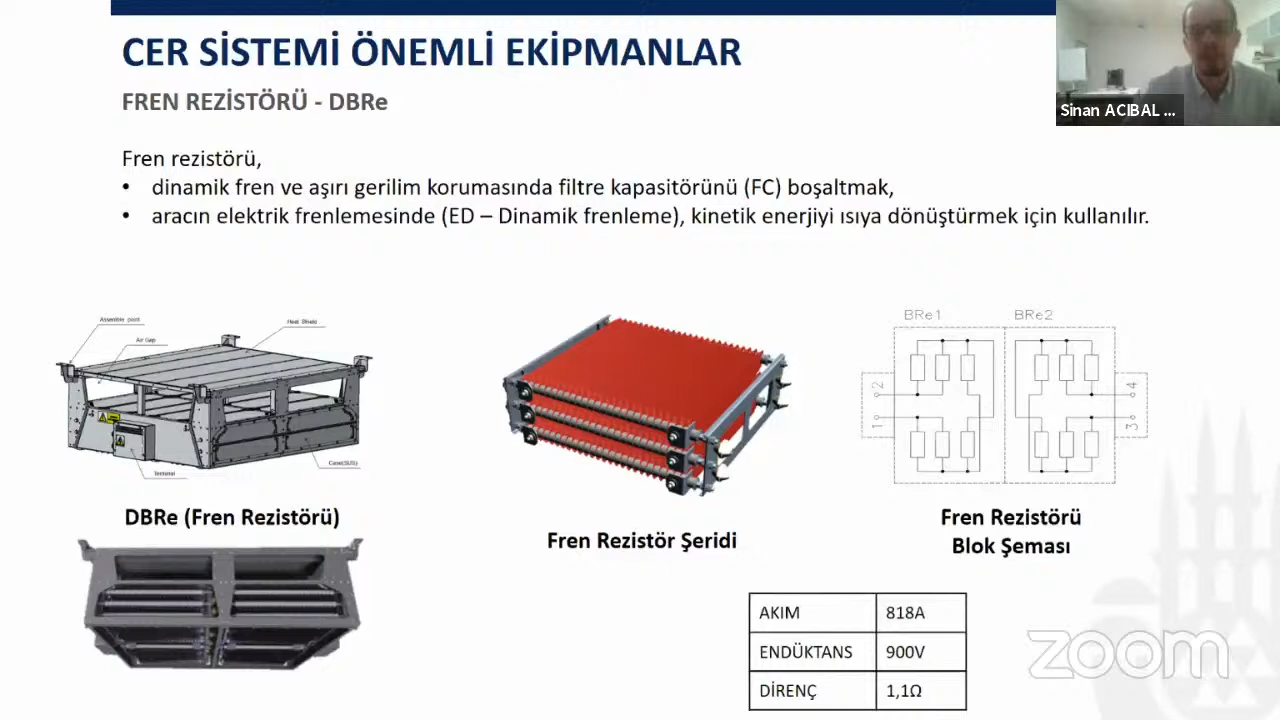 CER SİSTEMİ ÖNEMLİ EKİPMANLAR
FREN REZİSTÖRÜ - DBRe
Sinan ACIBAL ...
Fren rezistörü,
• dinamik fren ve aşırı gerilim korumasında filtre kapasitörünü (FC) boşaltmak,
• aracın elektrik frenlemesinde (ED – Dinamik frenleme), kinetik enerjiyi ısıya dönüştürmek için kullanılır.
Assemble point
Heat Shield
Air Gap
Terminal
Case(SUS)
DBRe (Fren Rezistörü)
Fren Rezistör Şeridi
BRe1
BRe2
2
1
4
3
Fren Rezistörü
Blok Şeması
AKIM 818A
ENDÜKTANS 900V
DİRENÇ 1,1Ω
zoom